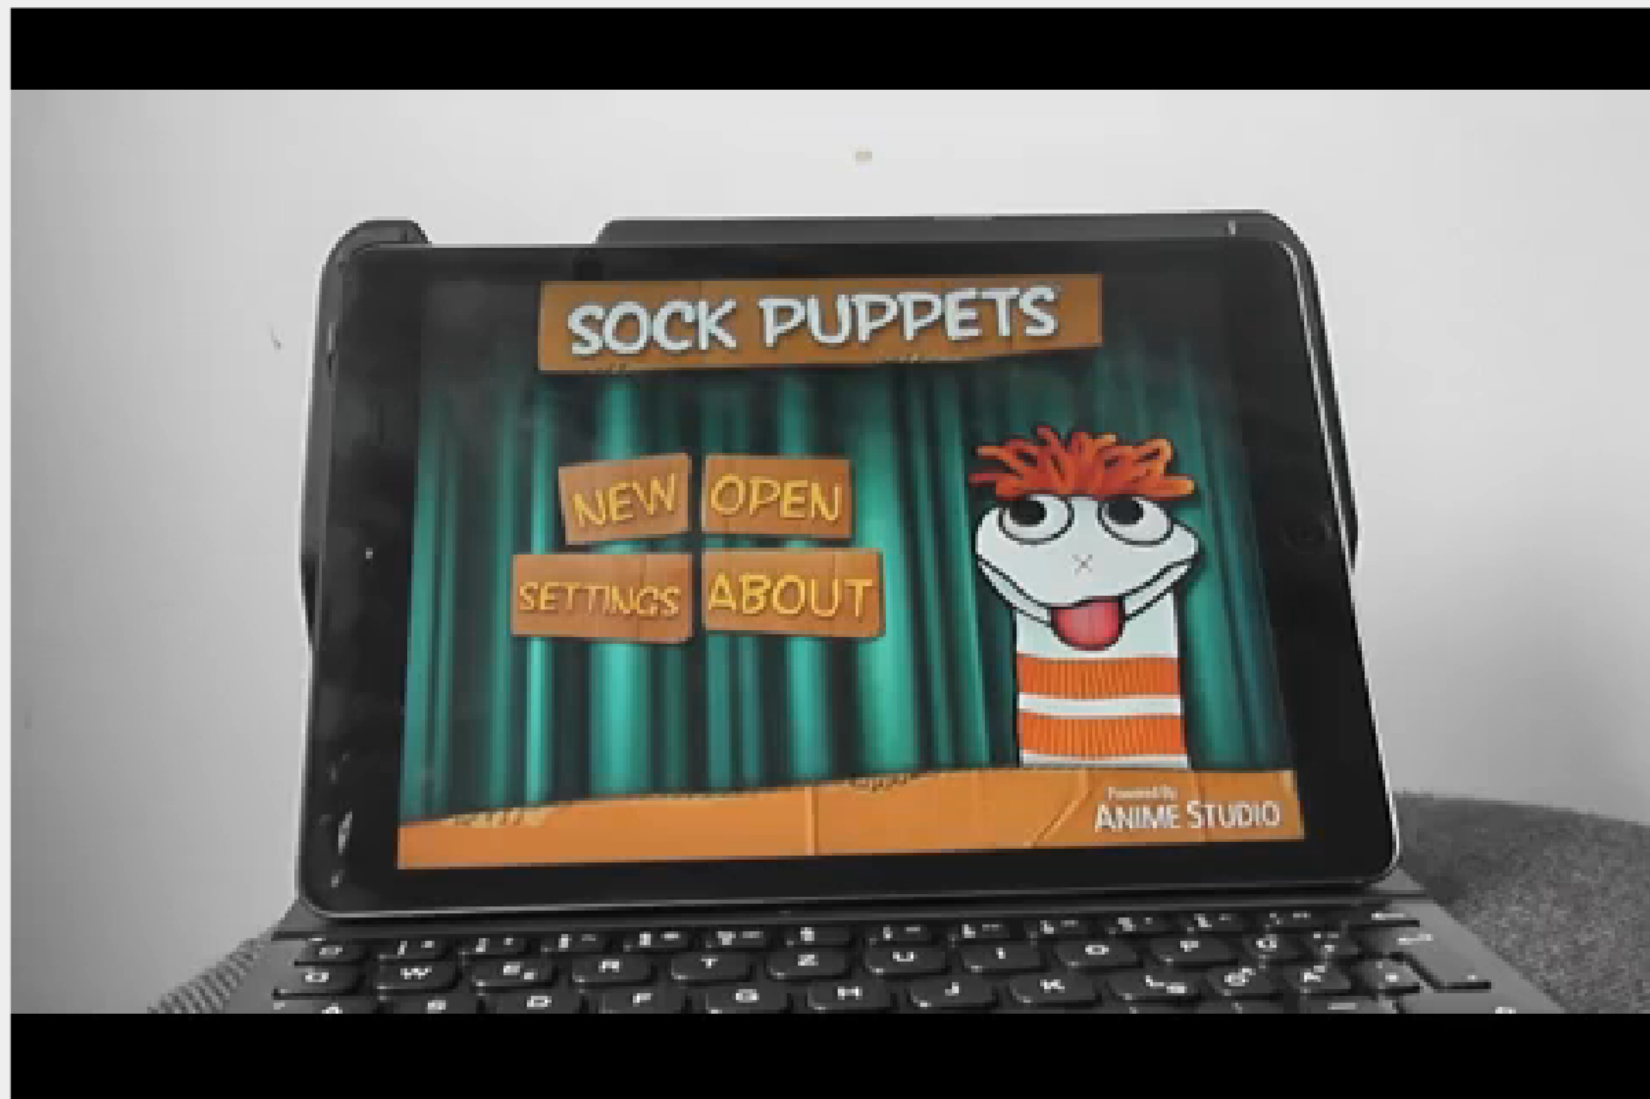 SOCK PUPPETS
NEW OPEN
SETTINGS ABOUT
Powered By
ANIME STUDIO
W E R T Z U I O P
S D F G H J K L